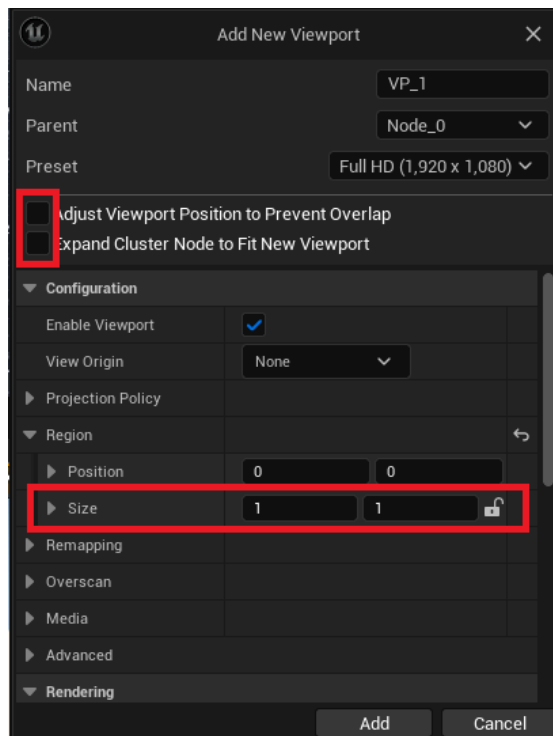 Add New Viewport
Name VP_1
Parent Node_0
Preset Full HD (1,920 x 1,080)
Adjust Viewport Position to Prevent Overlap
Expand Cluster Node to Fit New Viewport
Configuration
Enable Viewport
View Origin None
Projection Policy
Region
Position 0 0
Size 1 1
Remapping
Overscan
Media
Advanced
Rendering
Add Cancel